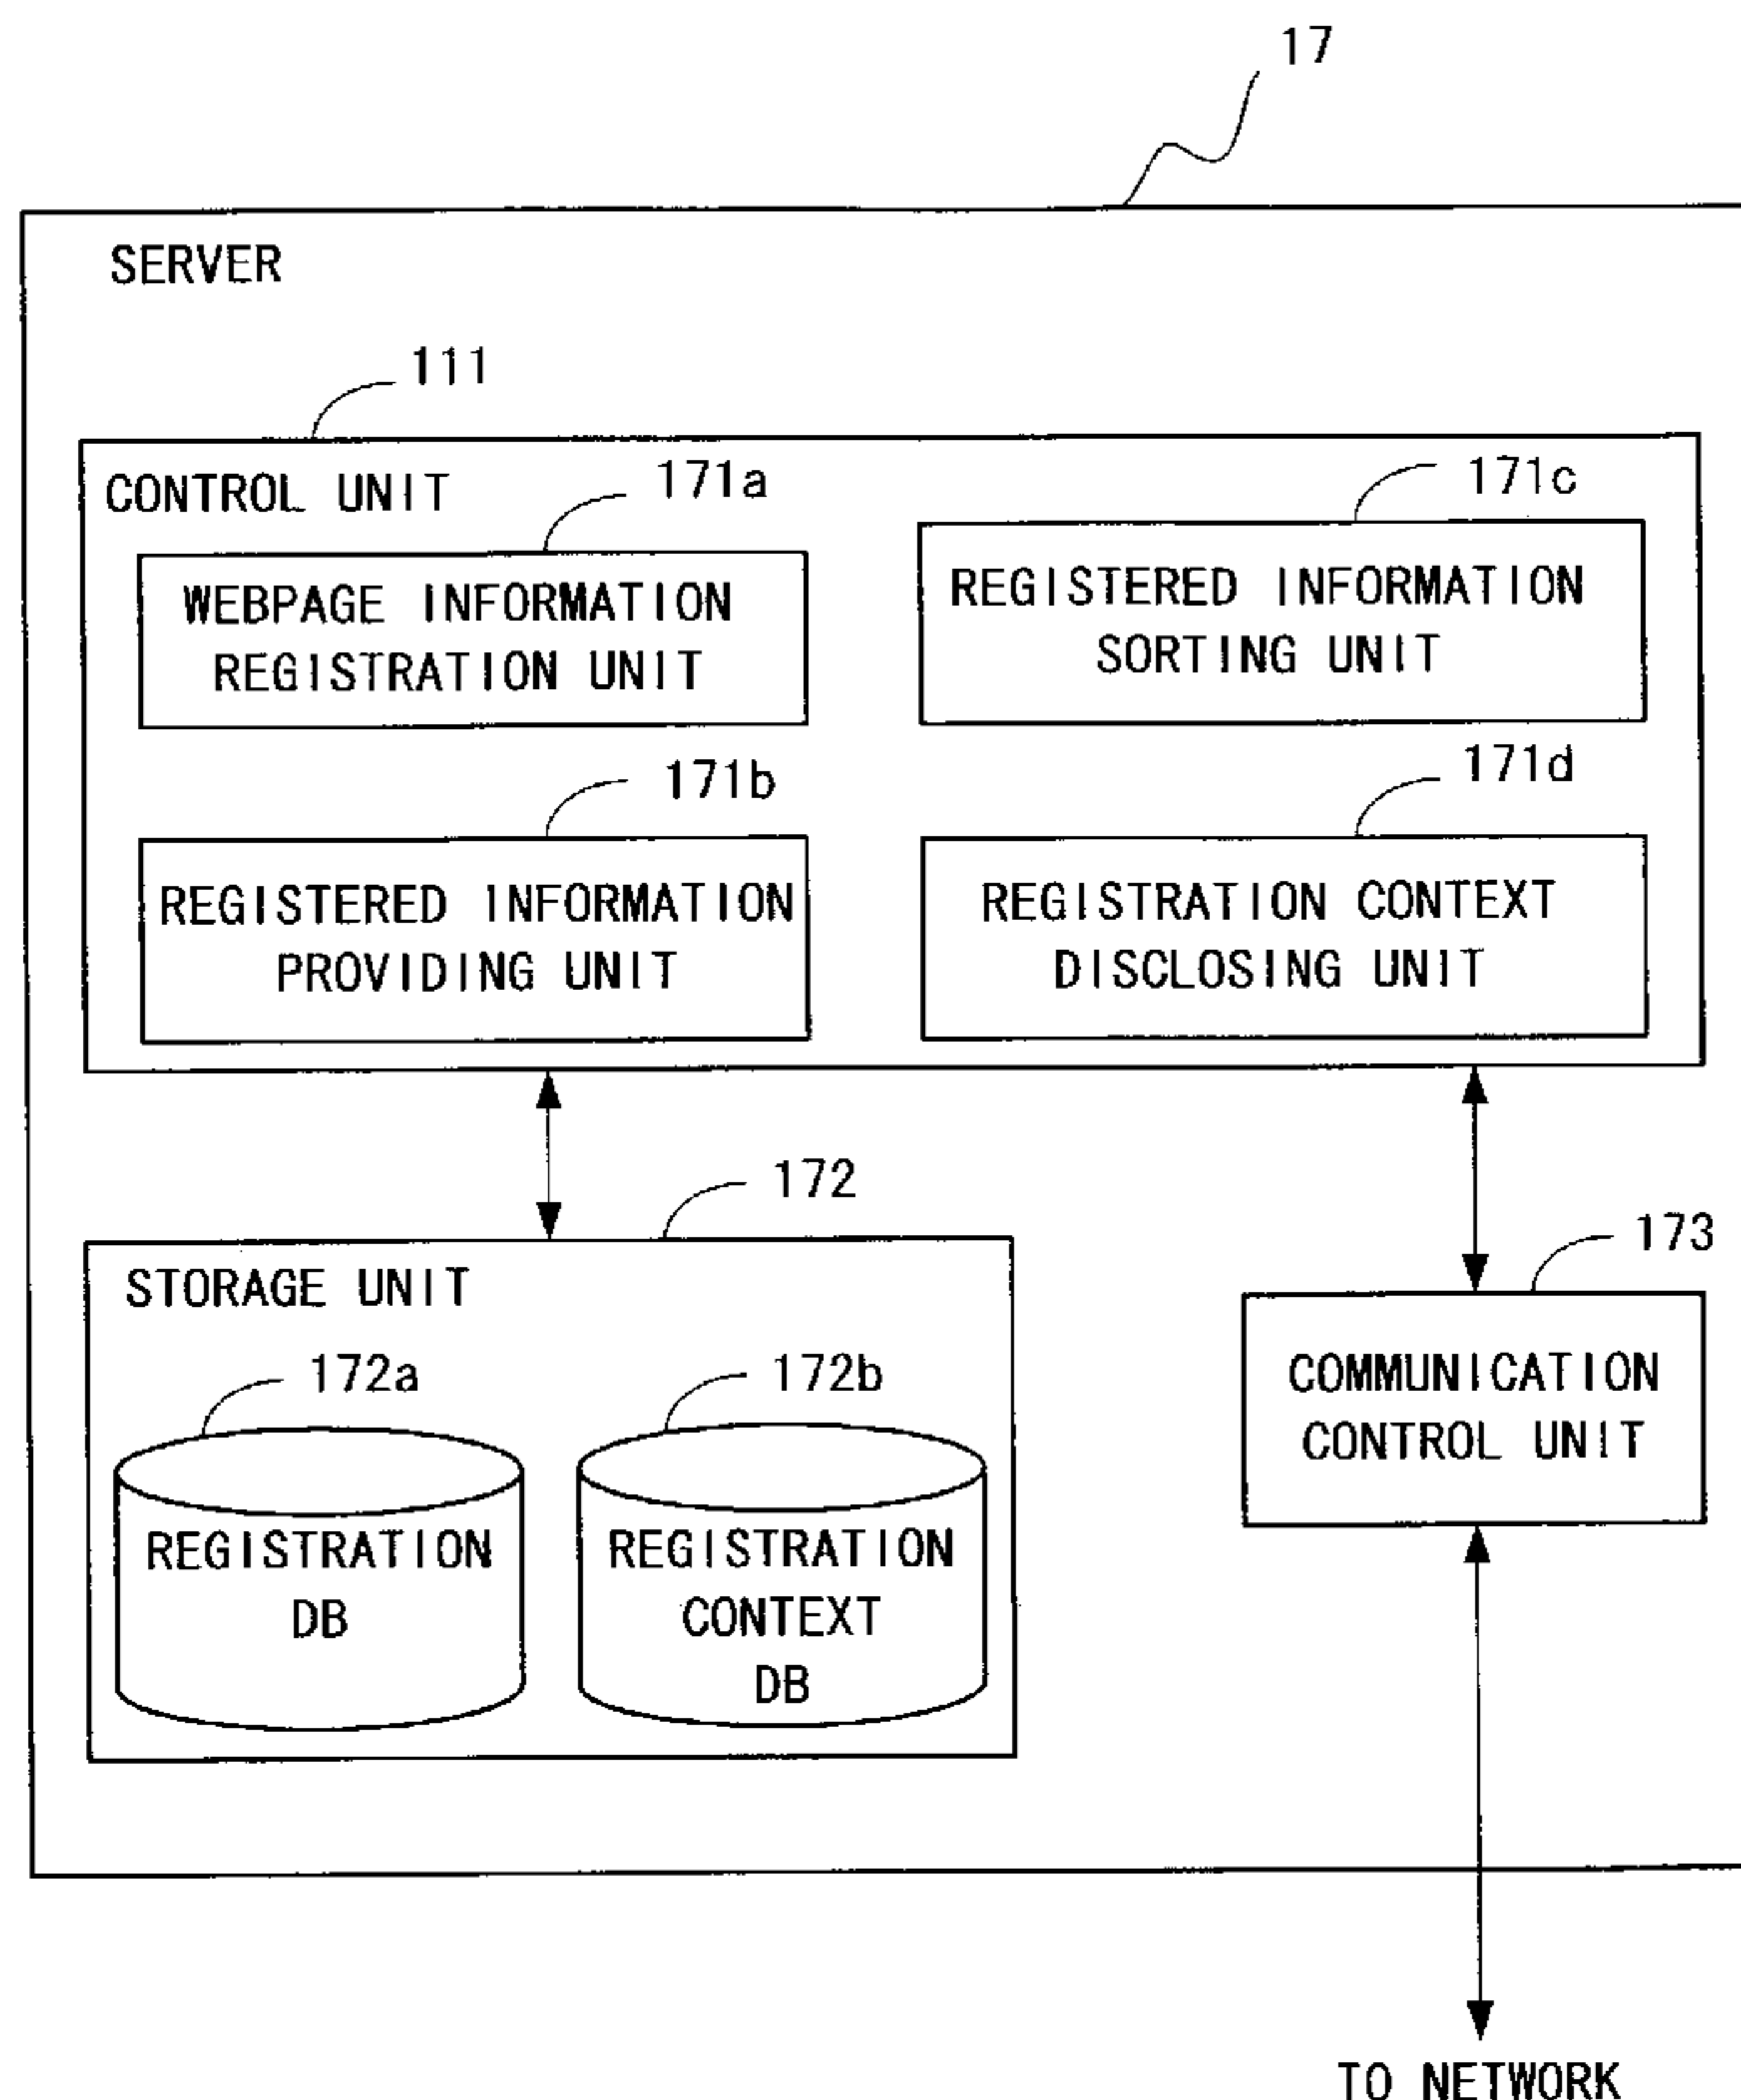 17
SERVER
111
CONTROL UNIT
171a
WEBPAGE INFORMATION
REGISTRATION UNIT
171c
REGISTERED INFORMATION
SORTING UNIT
171b
REGISTERED INFORMATION
PROVIDING UNIT
171d
REGISTRATION CONTEXT
DISCLOSING UNIT
172
STORAGE UNIT
172a
REGISTRATION
DB
172b
REGISTRATION
CONTEXT
DB
173
COMMUNICATION
CONTROL UNIT
TO NETWORK